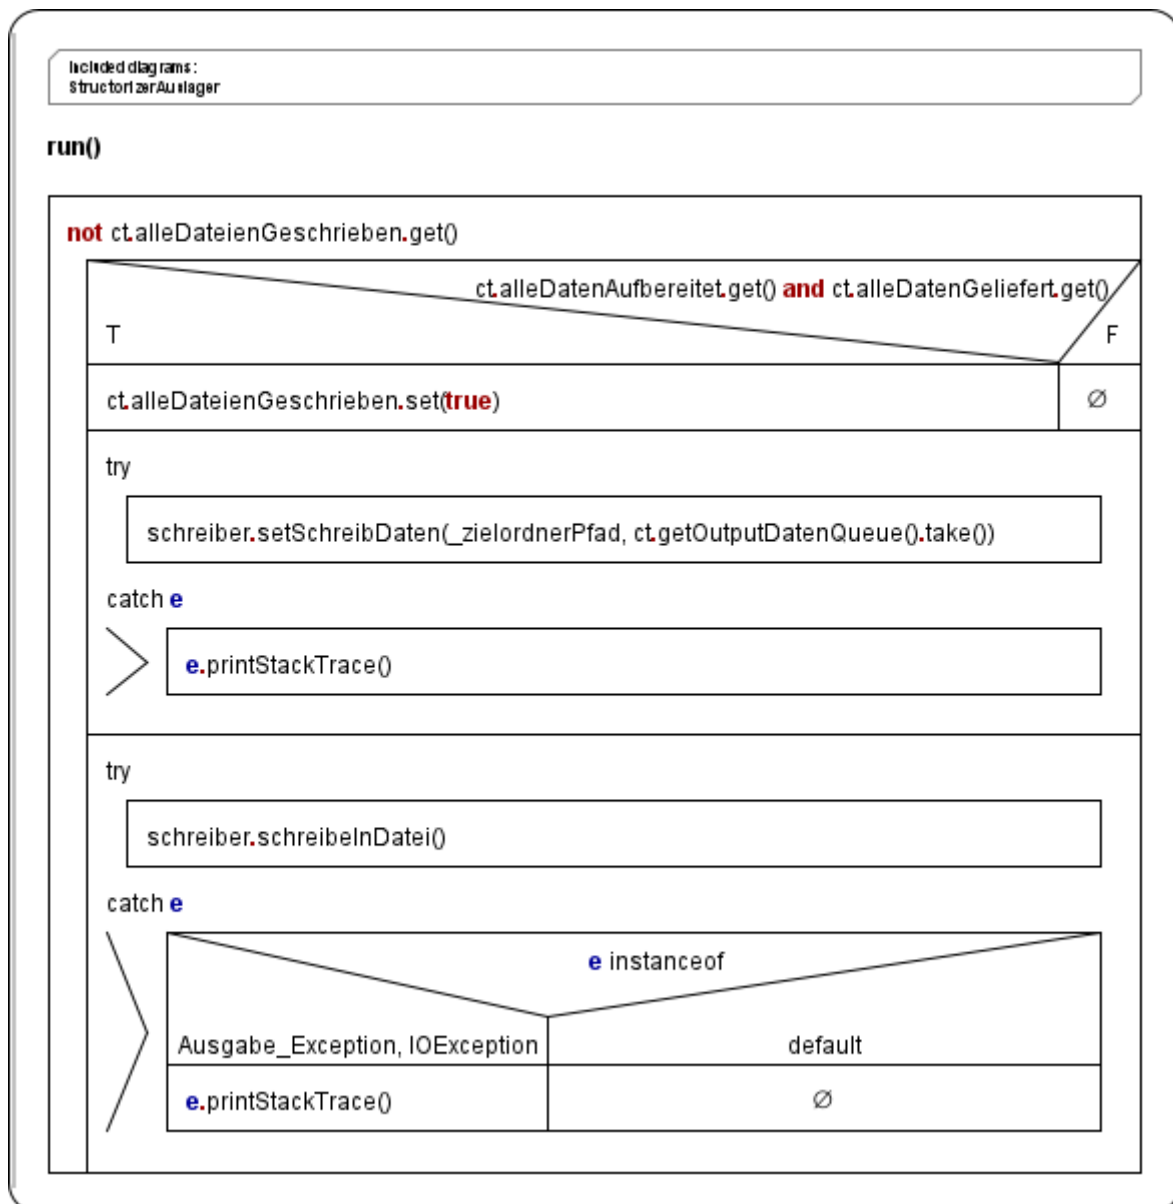 Included diagrams:
StructorizerAuslager
run()
not ct.alleDateienGeschrieben.get()
ct.alleDatenAufbereitet.get() and ct.alleDatenGeliefert.get()
T
F
ct.alleDateienGeschrieben.set(true)
∅
try
schreiber.setSchreibDaten(_zielordnerPfad, ct.getOutputDatenQueue().take())
catch e
e.printStackTrace()
try
schreiber.schreibeInDatei()
catch e
e instanceof
Ausgabe_Exception, IOException
default
e.printStackTrace()
∅